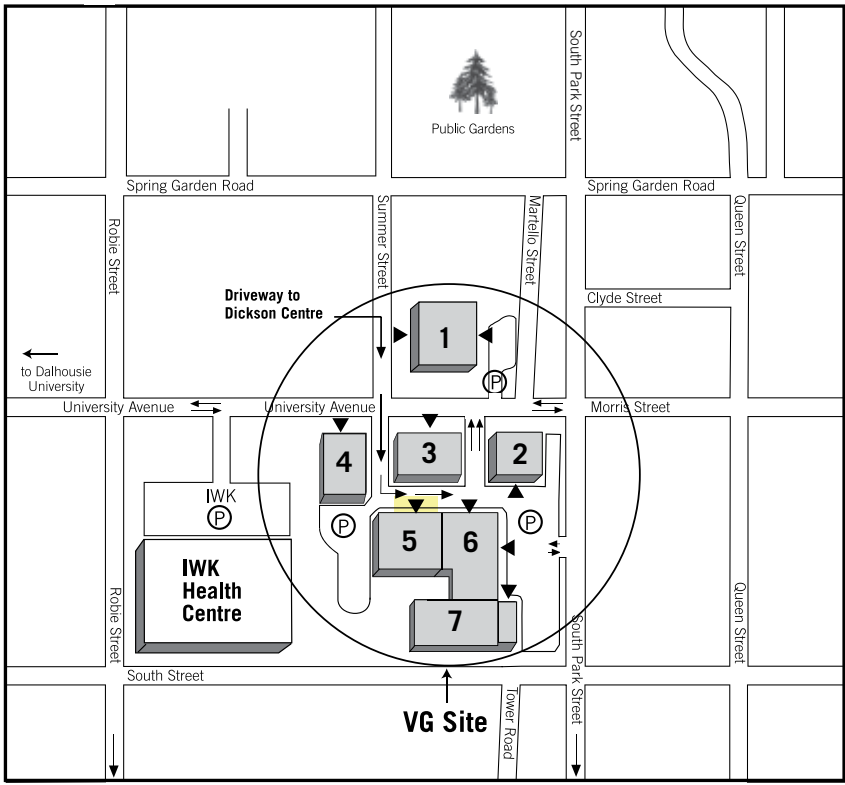 South Park Street
Public Gardens
Spring Garden Road
Spring Garden Road
Robie Street
Summer Street
Martello Street
Queen Street
Driveway to
Dickson Centre
Clyde Street
1
to Dalhousie
University
P
University Avenue
University Avenue
Morris Street
4
3
2
IWK
P
P
P
5
6
IWK
Health
Centre
7
Robie Street
South Park Street
Queen Street
South Street
Tower Road
VG Site